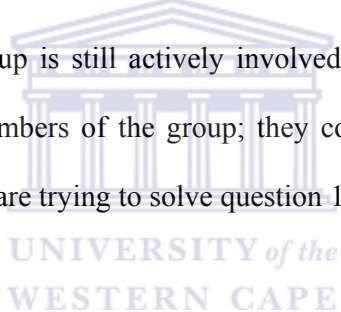 up is still actively involved
mbers of the group; they co
are trying to solve question 1
UNIVERSITY of the
WESTERN CAPE